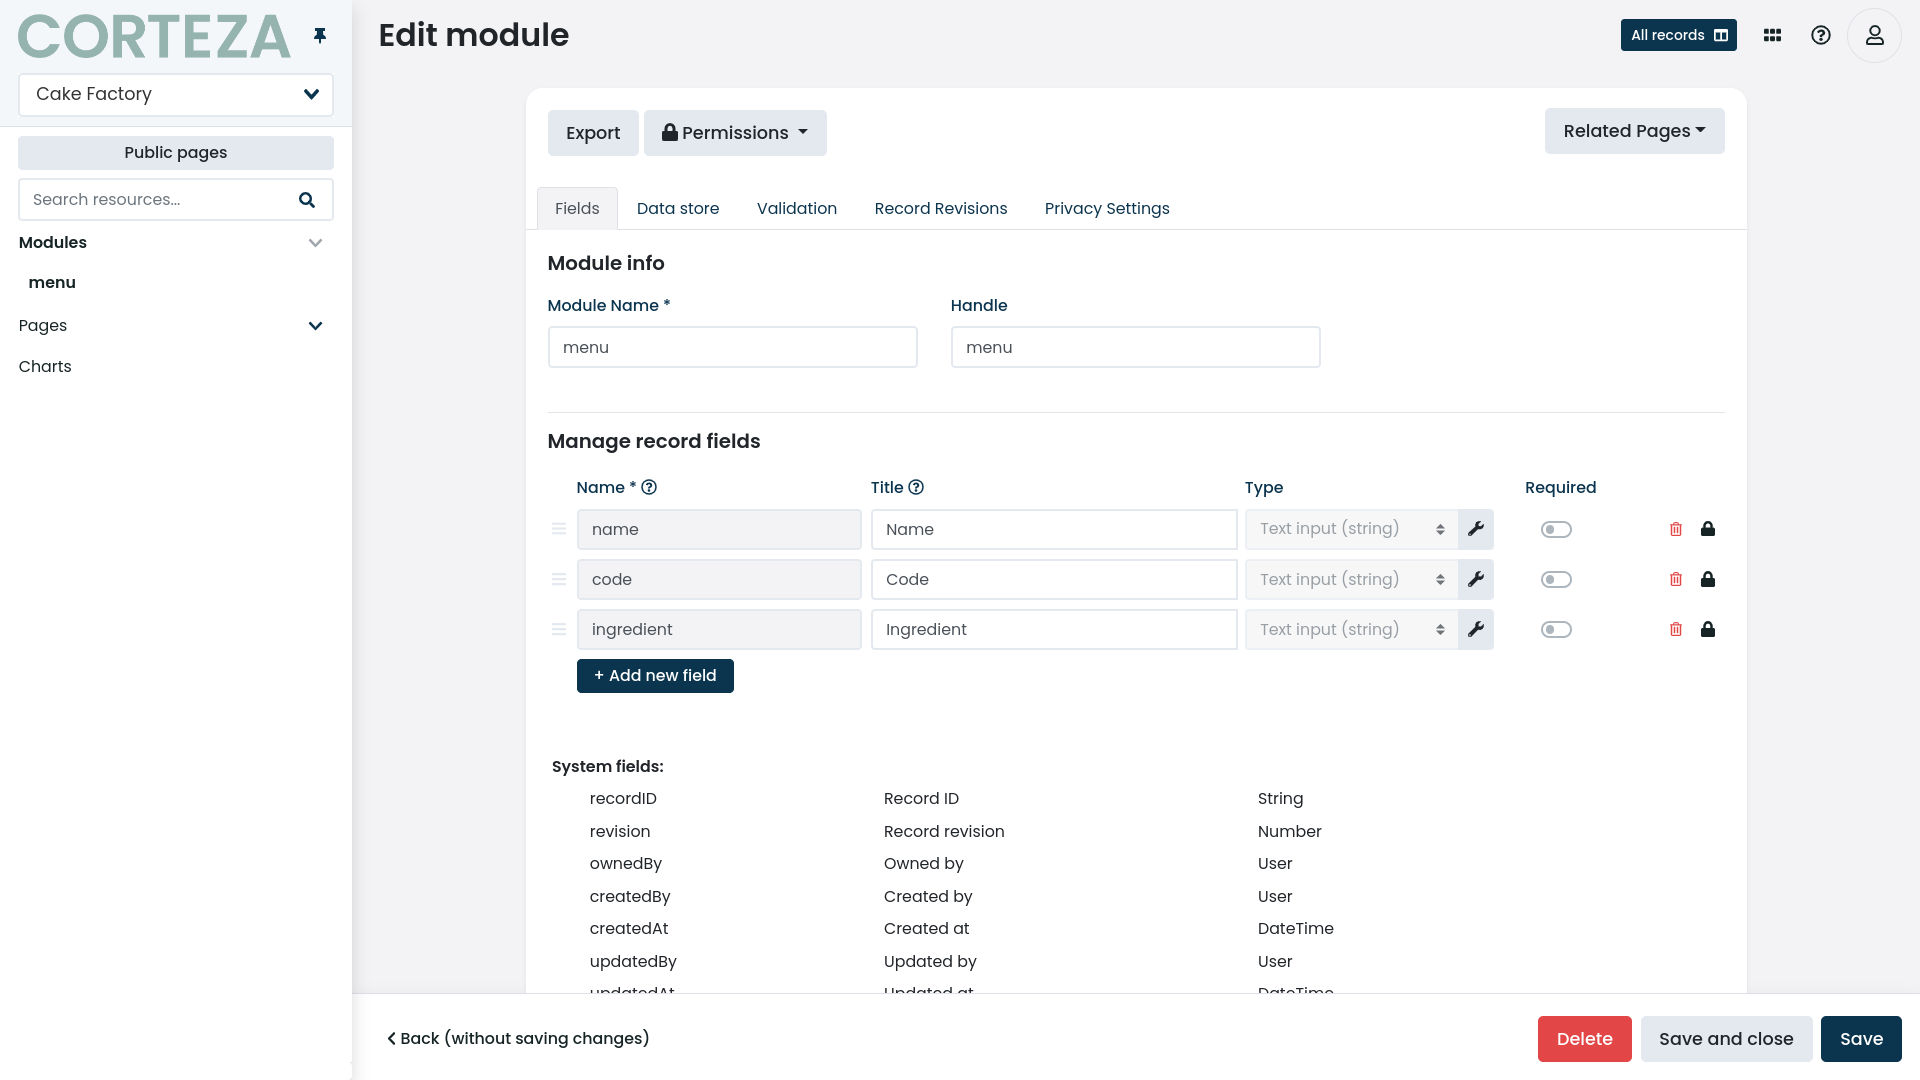 CORTEZA
Cake Factory
Public pages
Search resources...
Modules
menu
Pages
Charts
Edit module
All records
Export
Permissions
Related Pages
Fields
Data store
Validation
Record Revisions
Privacy Settings
Module info
Module Name *
Handle
menu
menu
Manage record fields
Name *
Title
Type
Required
name
Name
Text input (string)
code
Code
Text input (string)
ingredient
Ingredient
Text input (string)
+ Add new field
System fields:
recordID
Record ID
String
revision
Record revision
Number
ownedBy
Owned by
User
createdBy
Created by
User
createdAt
Created at
DateTime
updatedBy
Updated by
User
updatedAt
Updated at
DateTime
Back (without saving changes)
Delete
Save and close
Save